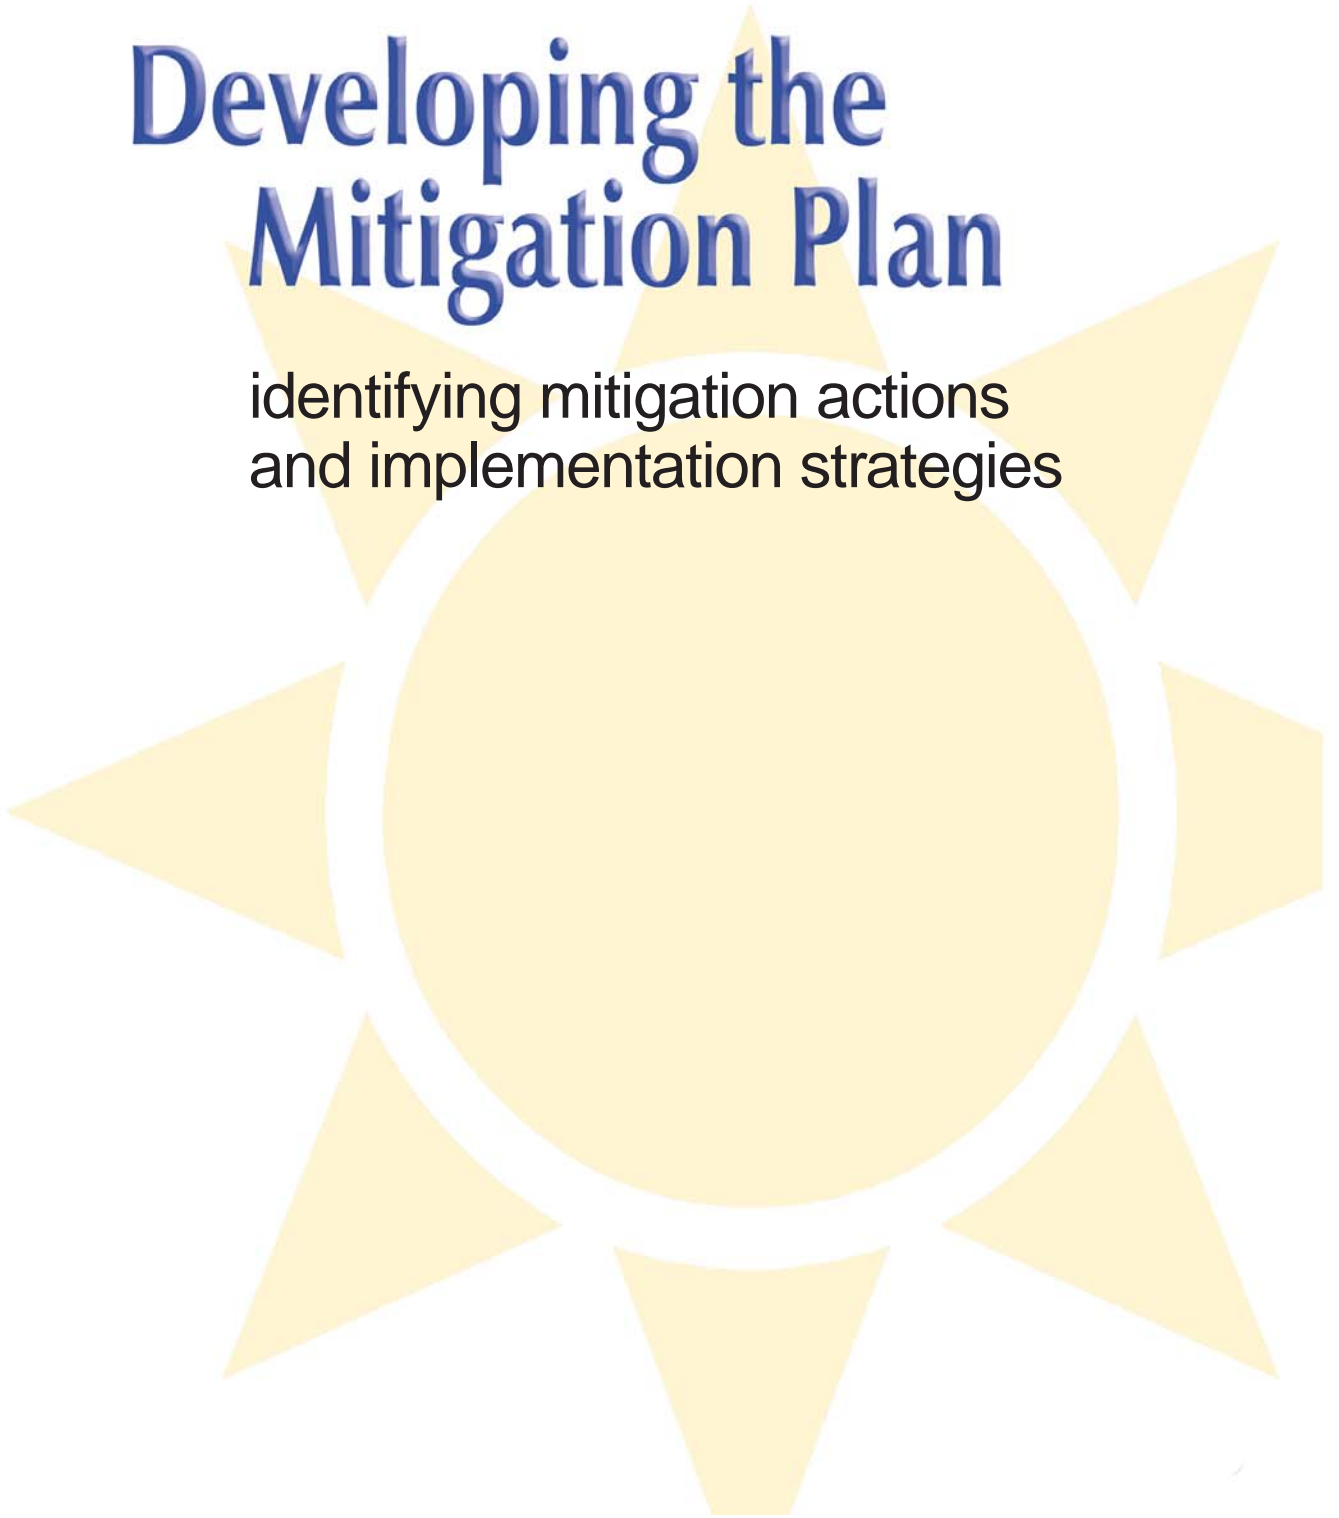 Developing the
Mitigation Plan
identifying mitigation actions
and implementation strategies